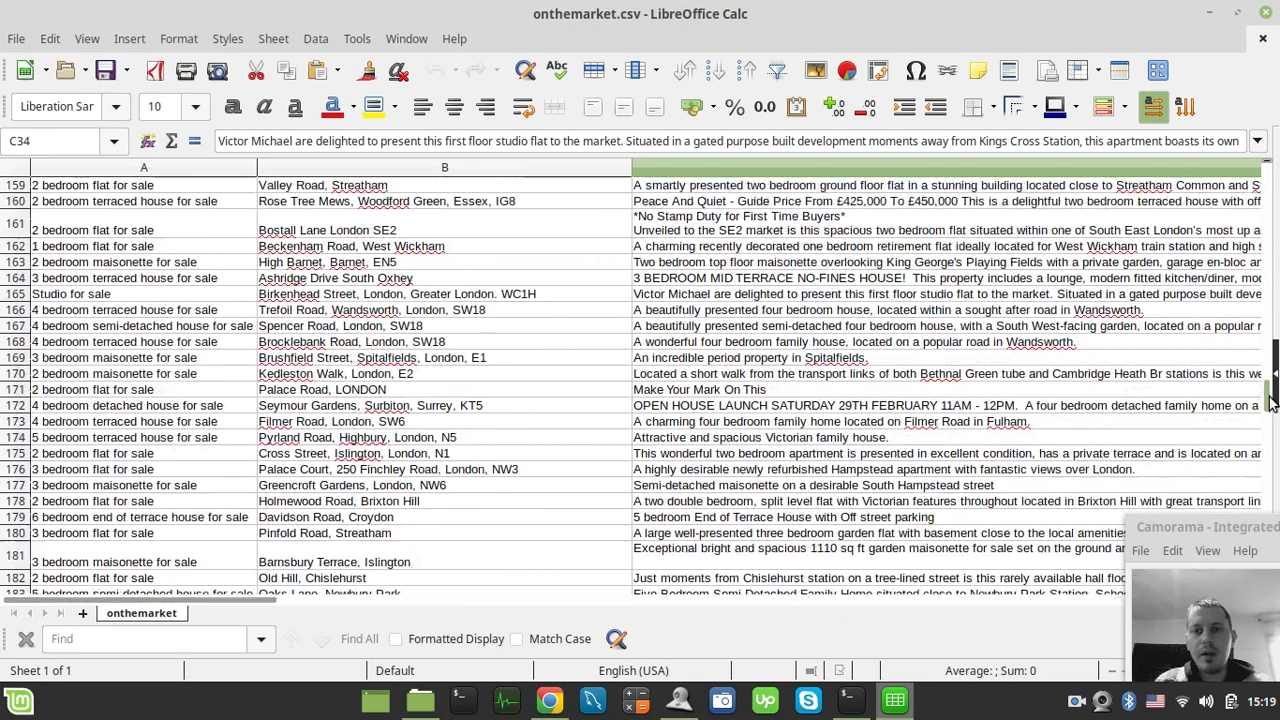 onthemarket.csv - LibreOffice Calc
File Edit View Insert Format Styles Sheet Data Tools Window Help
Liberation Sar 10
C34 Victor Michael are delighted to present this first floor studio flat to the market. Situated in a gated purpose built development moments away from Kings Cross Station, this apartment boasts its own
A B
159 2 bedroom flat for sale Valley Road, Streatham A smartly presented two bedroom ground floor flat in a stunning building located close to Streatham Common and S
160 2 bedroom terraced house for sale Rose Tree Mews, Woodford Green, Essex, IG8 Peace And Quiet - Guide Price From £425,000 To £450,000 This is a delightful two bedroom terraced house with off
*No Stamp Duty for First Time Buyers*
161 2 bedroom flat for sale Bostall Lane London SE2 Unveiled to the SE2 market is this spacious two bedroom flat situated within one of South East London's most up a
162 1 bedroom flat for sale Beckenham Road, West Wickham A charming recently decorated one bedroom retirement flat ideally located for West Wickham train station and high s
163 2 bedroom maisonette for sale High Barnet, Barnet, EN5 Two bedroom top floor maisonette overlooking King George's Playing Fields with a private garden, garage en-bloc ar
164 3 bedroom terraced house for sale Ashridge Drive South Oxhey 3 BEDROOM MID TERRACE NO-FINES HOUSE! This property includes a lounge, modern fitted kitchen/diner, mod
165 Studio for sale Birkenhead Street, London, Greater London. WC1H Victor Michael are delighted to present this first floor studio flat to the market. Situated in a gated purpose built deve
166 4 bedroom terraced house for sale Trefoil Road, Wandsworth, London, SW18 A beautifully presented four bedroom house, located within a sought after road in Wandsworth.
167 4 bedroom semi-detached house for sale Spencer Road, London, SW18 A beautifully presented semi-detached four bedroom house, with a South West-facing garden, located on a popular r
168 4 bedroom terraced house for sale Brocklebank Road, London, SW18 A wonderful four bedroom family house, located on a popular road in Wandsworth.
169 3 bedroom maisonette for sale Brushfield Street, Spitalfields, London, E1 An incredible period property in Spitalfields.
170 2 bedroom maisonette for sale Kedleston Walk, London, E2 Located a short walk from the transport links of both Bethnal Green tube and Cambridge Heath Br stations is this we
171 2 bedroom flat for sale Palace Road, LONDON Make Your Mark On This
172 4 bedroom detached house for sale Seymour Gardens, Surbiton, Surrey, KT5 OPEN HOUSE LAUNCH SATURDAY 29TH FEBRUARY 11AM - 12PM. A four bedroom detached family home on a
173 4 bedroom terraced house for sale Filmer Road, London, SW6 A charming four bedroom family home located on Filmer Road in Fulham.
174 5 bedroom terraced house for sale Pyrland Road, Highbury, London, N5 Attractive and spacious Victorian family house.
175 2 bedroom flat for sale Cross Street, Islington, London, N1 This wonderful two bedroom apartment is presented in excellent condition, has a private terrace and is located on ar
176 3 bedroom flat for sale Palace Court, 250 Finchley Road, London, NW3 A highly desirable newly refurbished Hampstead apartment with fantastic views over London.
177 3 bedroom maisonette for sale Greencroft Gardens, London, NW6 Semi-detached maisonette on a desirable South Hampstead street
178 2 bedroom flat for sale Holmewood Road, Brixton Hill A two double bedroom, split level flat with Victorian features throughout located in Brixton Hill with great transport lin
179 6 bedroom end of terrace house for sale Davidson Road, Croydon 5 bedroom End of Terrace House with Off street parking
180 3 bedroom flat for sale Pinfold Road, Streatham A large well-presented three bedroom garden flat with basement close to the local amenities
Exceptional bright and spacious 1110 sq ft garden maisonette for sale set on the ground ar
181 3 bedroom maisonette for sale Barnsbury Terrace, Islington
182 2 bedroom flat for sale Old Hill, Chislehurst Just moments from Chislehurst station on a tree-lined street is this rarely available hall floo
183 5 bedroom semi-detached house for sale Oaks Lane, Newbury Park Five Bedroom Semi Detached Family Home situated close to Newbury Park Station, Scho
onthemarket
Find Find All Formatted Display Match Case
Sheet 1 of 1 Default English (USA) Average: ; Sum: 0
Camorama - Integrated
File Edit View Help
15:19